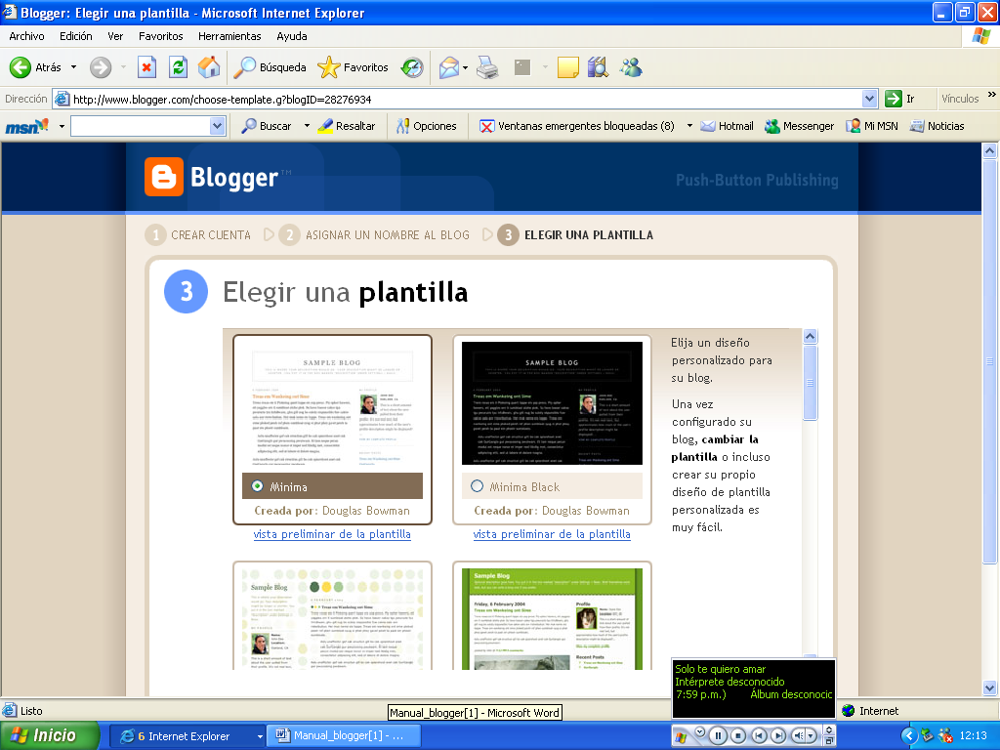 Blogger: Elegir una plantilla - Microsoft Internet Explorer
Archivo Edición Ver Favoritos Herramientas Ayuda
Atrás Búsqueda Favoritos
Dirección http://www.blogger.com/choose-template.g?blogID=28276934 Ir Vínculos »
msn Buscar Resaltar Opciones Ventanas emergentes bloqueadas (8) Hotmail Messenger Mi MSN Noticias
Blogger™
Push-Button Publishing
1 CREAR CUENTA 2 ASIGNAR UN NOMBRE AL BLOG 3 ELEGIR UNA PLANTILLA
3 Elegir una plantilla
SAMPLE BLOG
Minima
Creada por: Douglas Bowman
vista preliminar de la plantilla
SAMPLE BLOG
Minima Black
Creada por: Douglas Bowman
vista preliminar de la plantilla
Elija un diseño
personalizado para
su blog.
Una vez
configurado su
blog, cambiar la
plantilla o incluso
crear su propio
diseño de plantilla
personalizada es
muy fácil.
Sample Blog
Sample Blog
Friday, 6 February 2004
Profile
Recent Posts
Solo te quiero amar
Intérprete desconocido
7:59 p.m.) Álbum desconocic
Listo
Manual_blogger[1] - Microsoft Word
Internet
Inicio
6 Internet Explorer
Manual_blogger[1] - ...
12:13